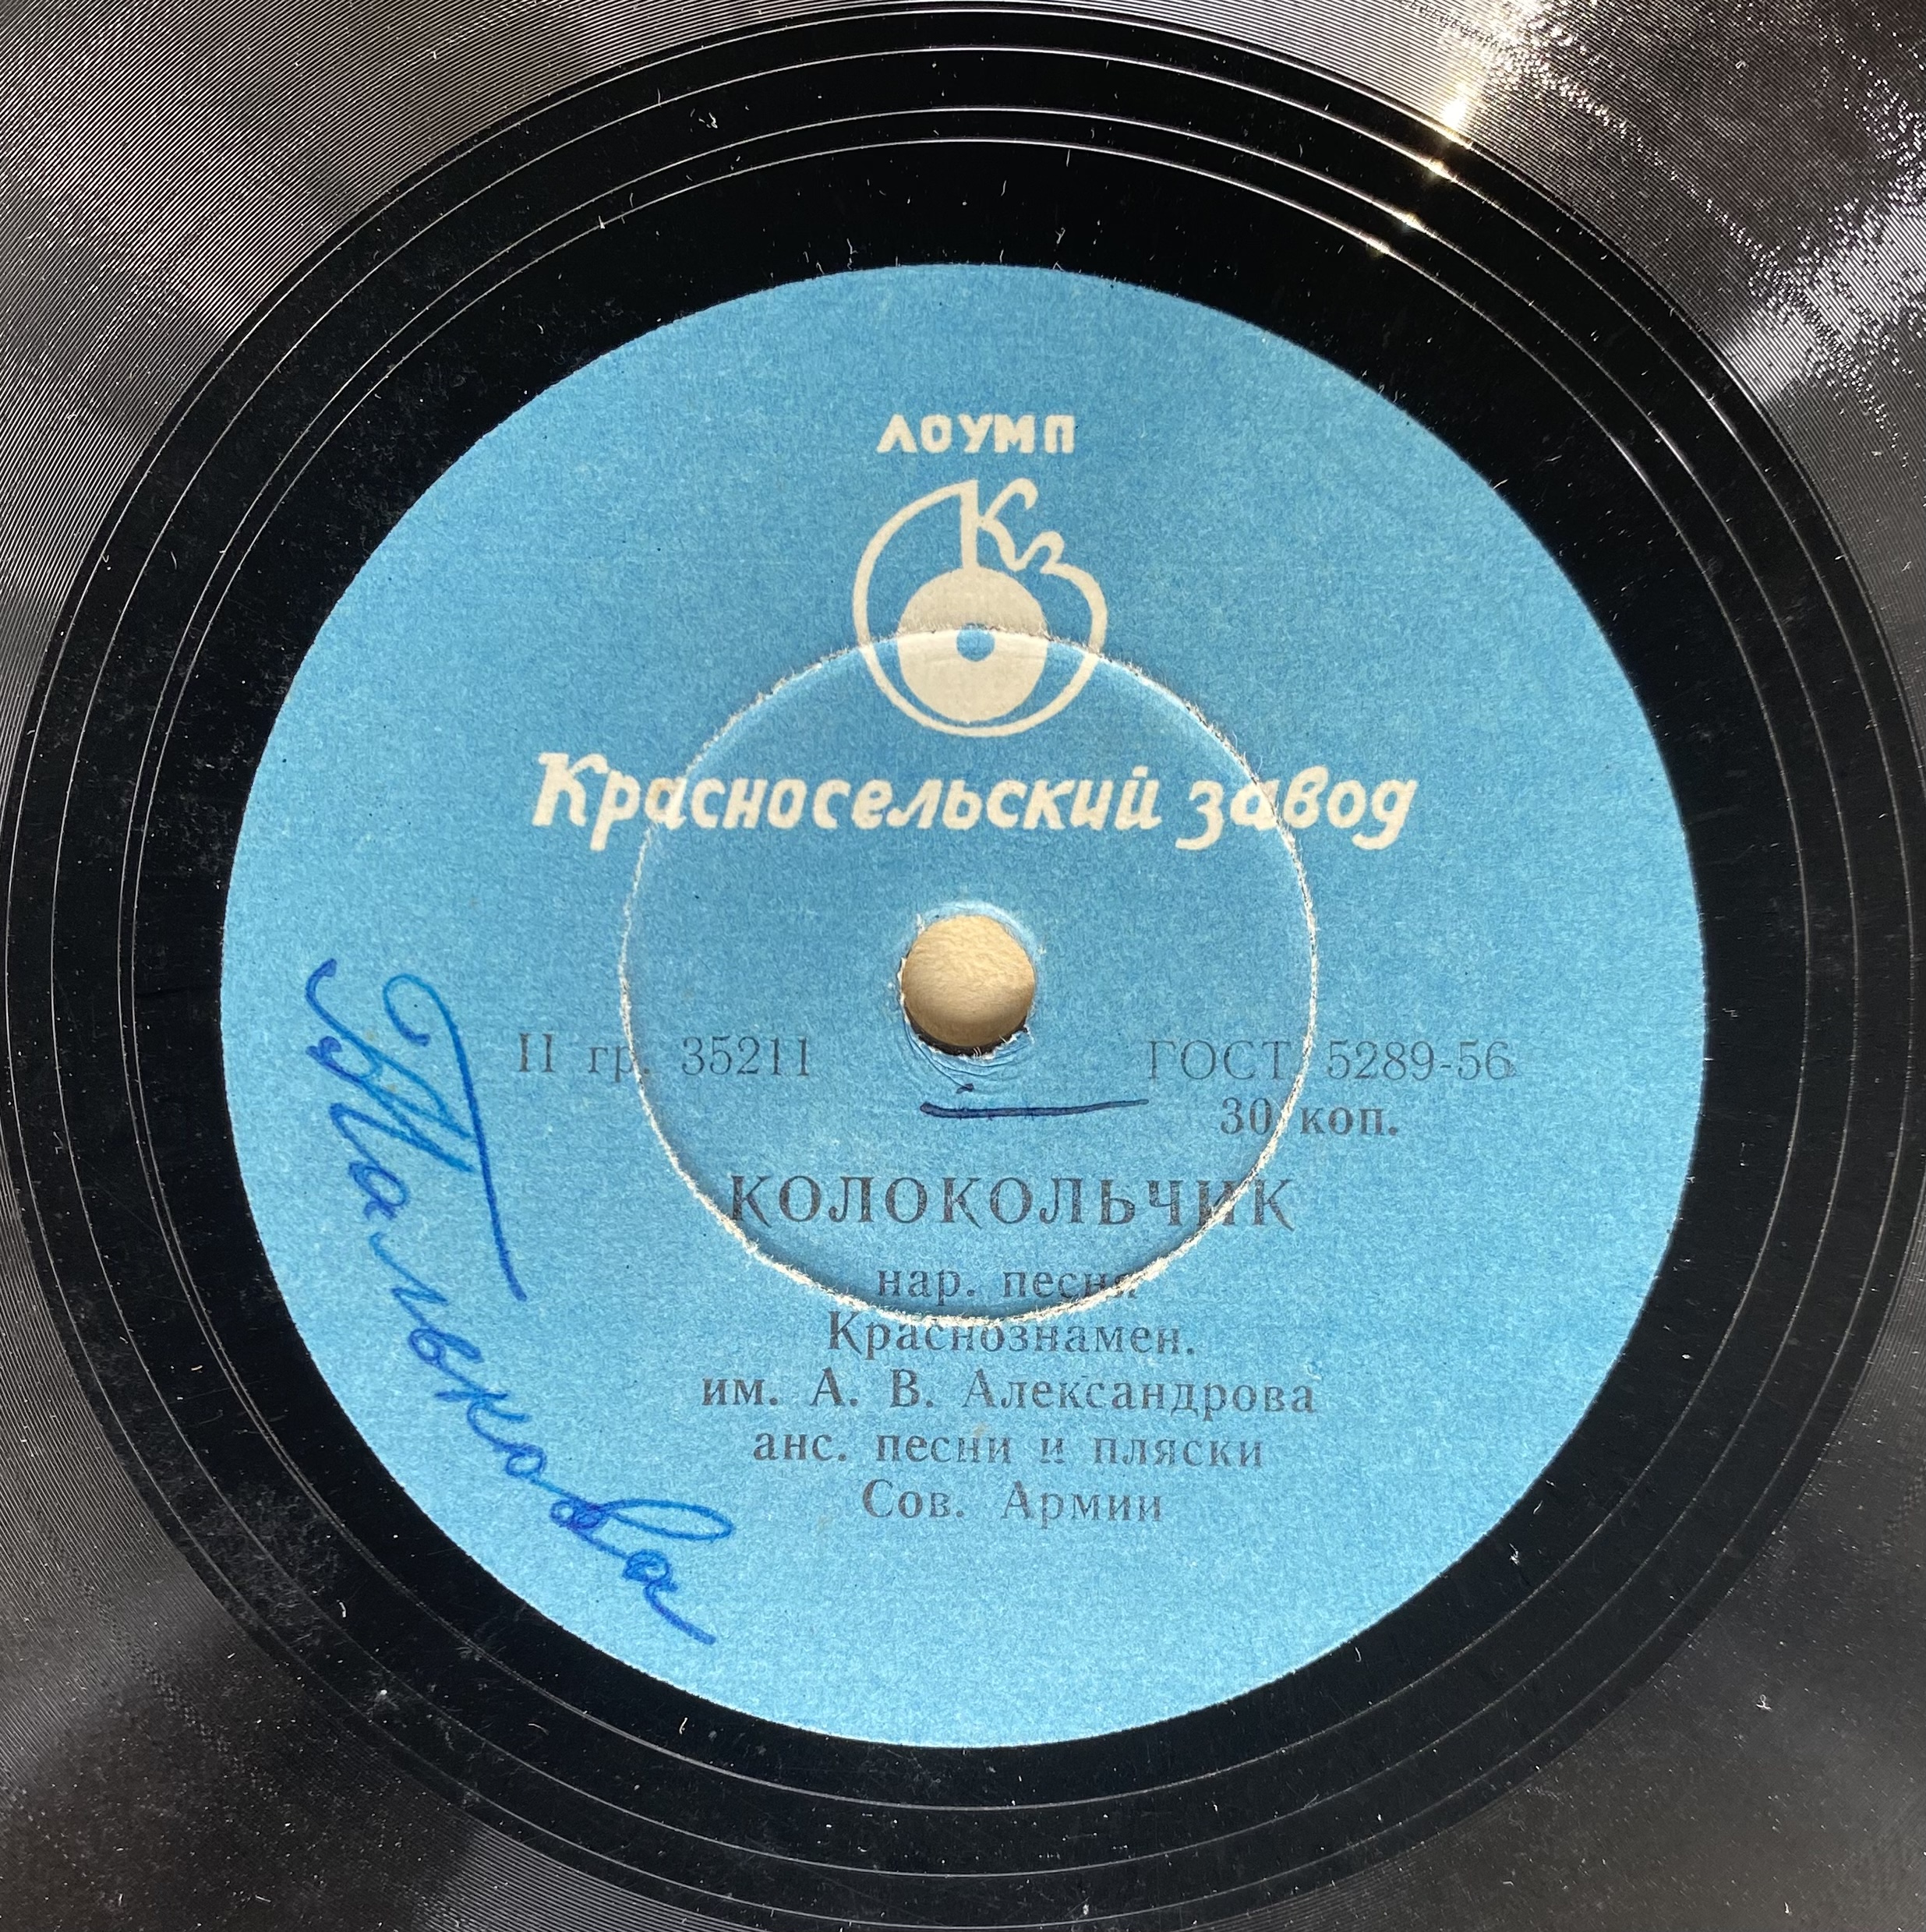 ЛОУМП
Кз
Красносельский завод
II гр. 35211
ГОСТ 5289-56
30 коп.
КОЛОКОЛЬЧИК
нар. песня
Краснознамен.
им. А. В. Александрова
анс. песни и пляски
Сов. Армии